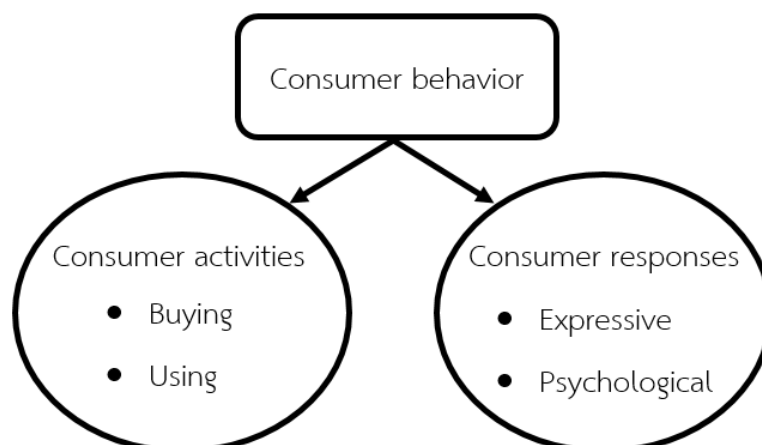 Consumer behavior
Consumer activities
• Buying
• Using
Consumer responses
• Expressive
• Psychological